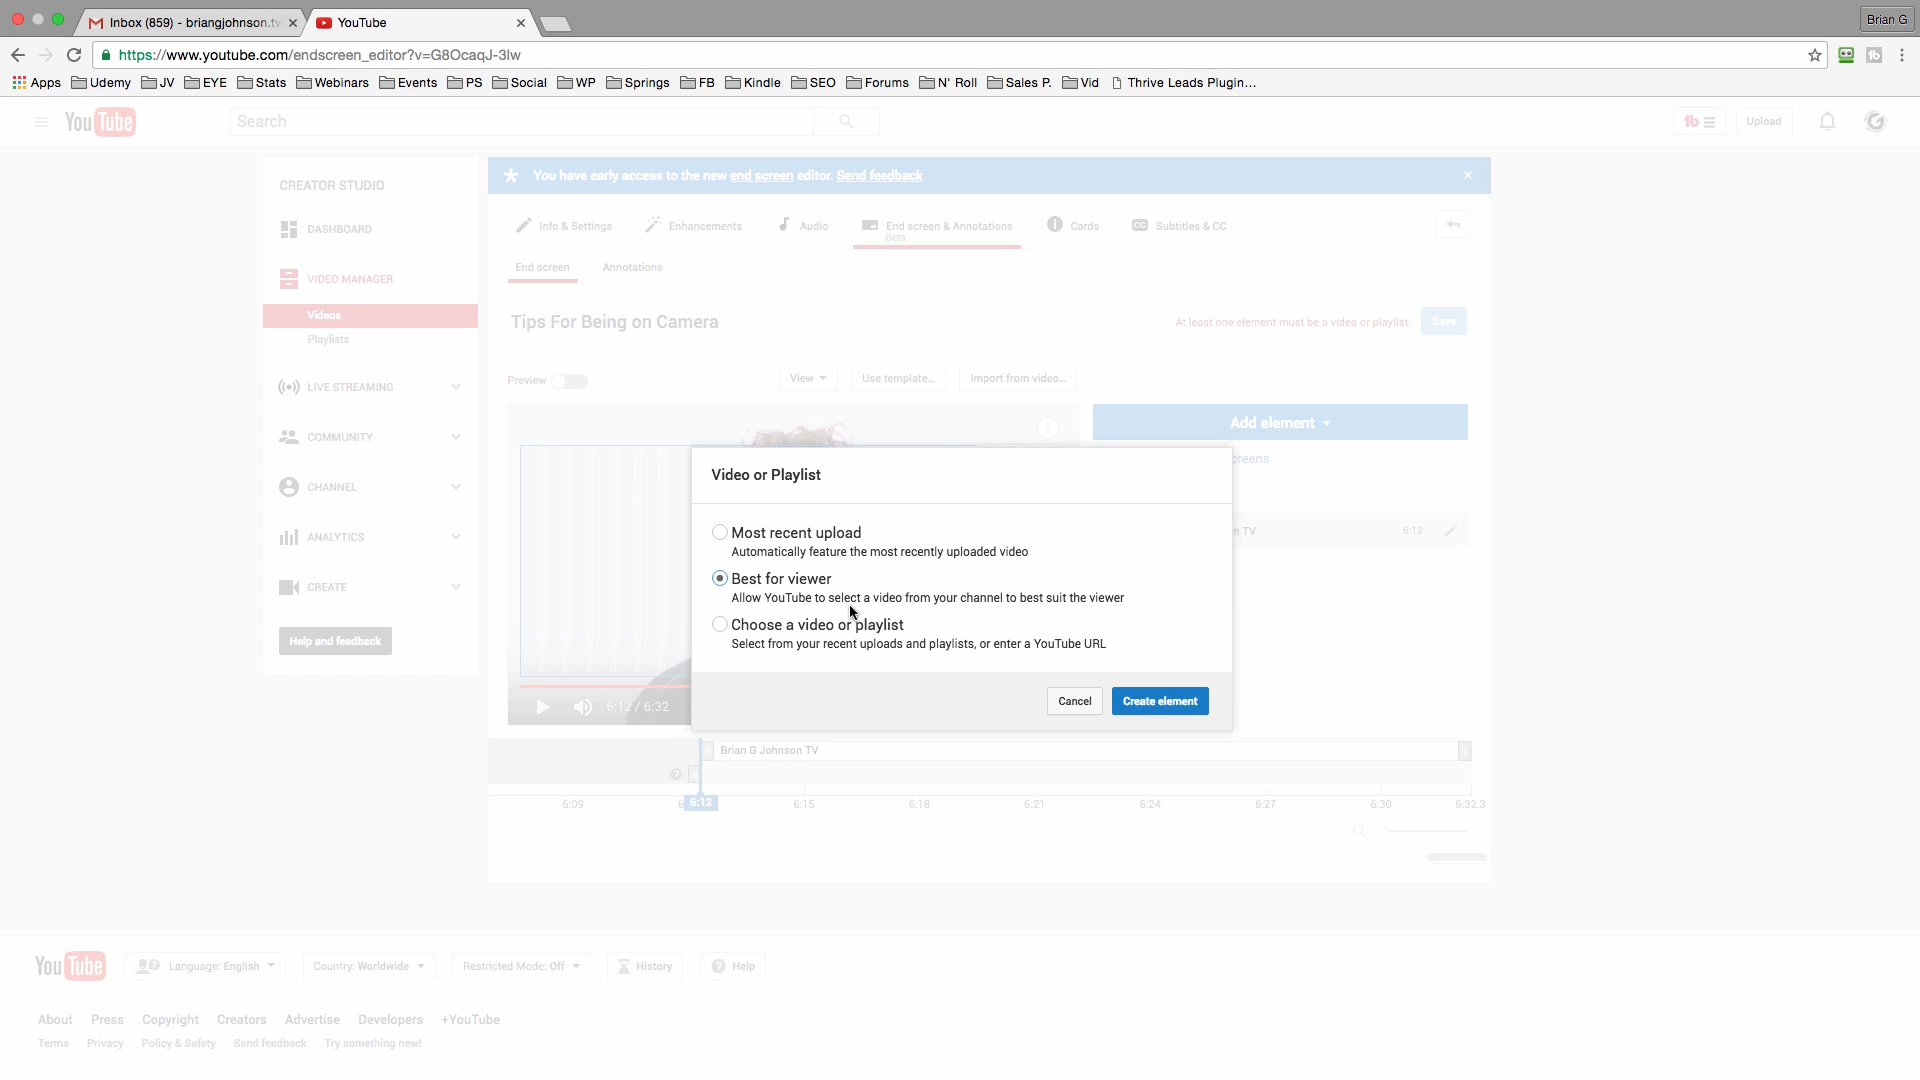 Inbox (859) - briangjohnson.tv
YouTube
Brian G
https://www.youtube.com/endscreen_editor?v=G8OcaqJ-3lw
Apps Udemy JV EYE Stats Webinars Events PS Social WP Springs FB Kindle SEO Forums N' Roll Sales P. Vid Thrive Leads Plugin...
YouTube
Search
Upload
CREATOR STUDIO
DASHBOARD
VIDEO MANAGER
Videos
Playlists
LIVE STREAMING
COMMUNITY
CHANNEL
ANALYTICS
CREATE
Help and feedback
You have early access to the new end screen editor. Send feedback
Info & Settings
Enhancements
Audio
End screen & Annotations
Beta
Cards
CC Subtitles & CC
End screen
Annotations
Tips For Being on Camera
At least one element must be a video or playlist.
Save
Preview
View
Use template...
Import from video...
Add element
creens
n TV
6:12
Video or Playlist
Most recent upload
Automatically feature the most recently uploaded video
Best for viewer
Allow YouTube to select a video from your channel to best suit the viewer
Choose a video or playlist
Select from your recent uploads and playlists, or enter a YouTube URL
Cancel
Create element
6:12 / 6:32
Brian G Johnson TV
6:09
6:12
6:15
6:18
6:21
6:24
6:27
6:30
6:32.3
YouTube
Language: English
Country: Worldwide
Restricted Mode: Off
History
Help
About Press Copyright Creators Advertise Developers +YouTube
Terms Privacy Policy & Safety Send feedback Try something new!